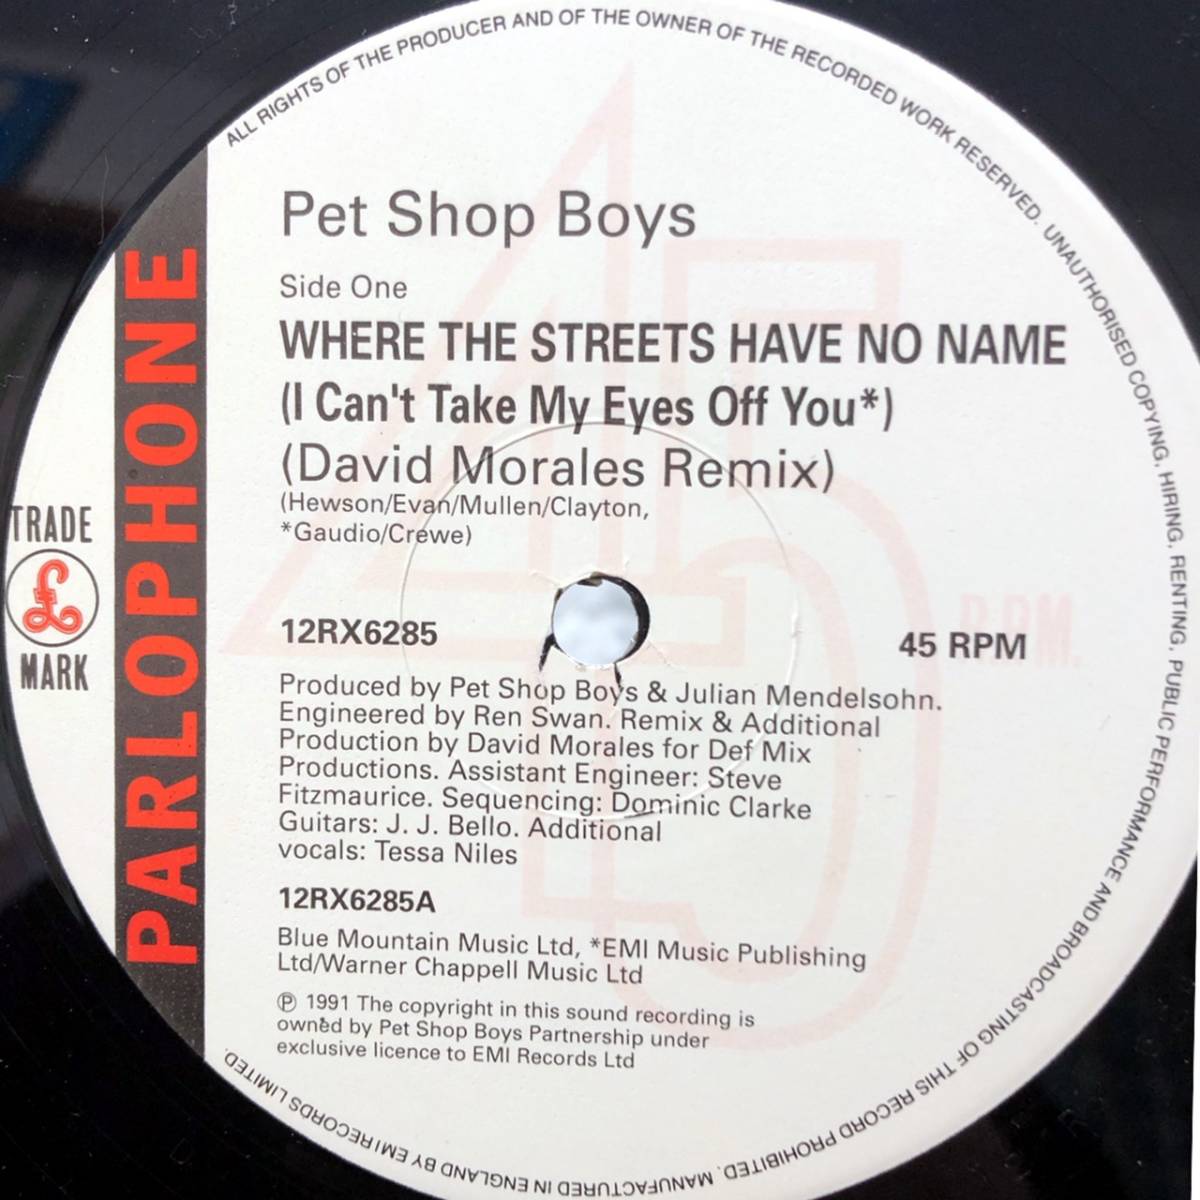 ALL RIGHTS OF THE PRODUCER AND OF THE OWNER OF THE RECORDED WORK RESERVED. UNAUTHORISED COPYING, HIRING, RENTING, PUBLIC PERFORMANCE AND BROADCASTING OF THIS RECORD PROHIBITED. MANUFACTURED IN ENGLAND BY EMI RECORDS LIMITED.
PARLOPHONE
TRADE
£
MARK
Pet Shop Boys
Side One
WHERE THE STREETS HAVE NO NAME
(I Can't Take My Eyes Off You*)
(David Morales Remix)
(Hewson/Evan/Mullen/Clayton,
*Gaudio/Crewe)
45
R.P.M.
12RX6285
45 RPM
Produced by Pet Shop Boys & Julian Mendelsohn.
Engineered by Ren Swan. Remix & Additional
Production by David Morales for Def Mix
Productions. Assistant Engineer: Steve
Fitzmaurice. Sequencing: Dominic Clarke
Guitars: J. J. Bello. Additional
vocals: Tessa Niles
12RX6285A
Blue Mountain Music Ltd, *EMI Music Publishing
Ltd/Warner Chappell Music Ltd
℗ 1991 The copyright in this sound recording is
owned by Pet Shop Boys Partnership under
exclusive licence to EMI Records Ltd